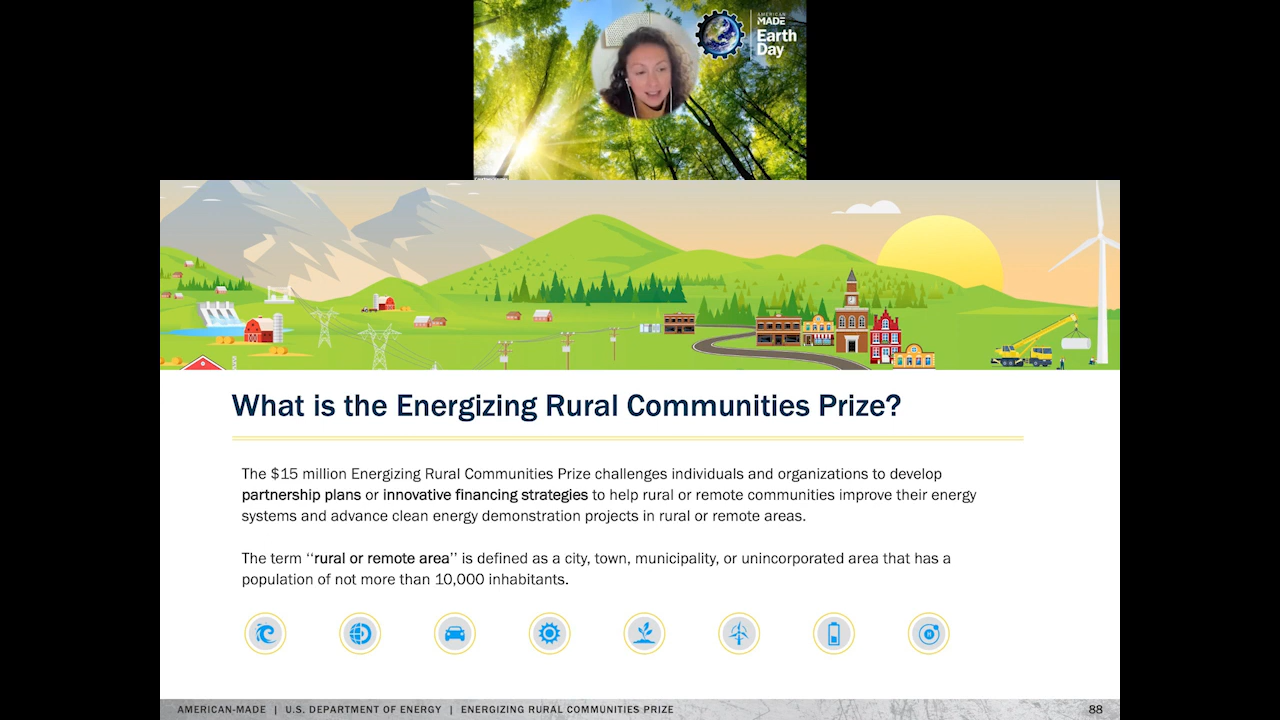 AMERICAN
MADE
Earth
Day
What is the Energizing Rural Communities Prize?
The $15 million Energizing Rural Communities Prize challenges individuals and organizations to develop
partnership plans or innovative financing strategies to help rural or remote communities improve their energy
systems and advance clean energy demonstration projects in rural or remote areas.
The term ‘‘rural or remote area’’ is defined as a city, town, municipality, or unincorporated area that has a
population of not more than 10,000 inhabitants.
AMERICAN-MADE | U.S. DEPARTMENT OF ENERGY | ENERGIZING RURAL COMMUNITIES PRIZE
88